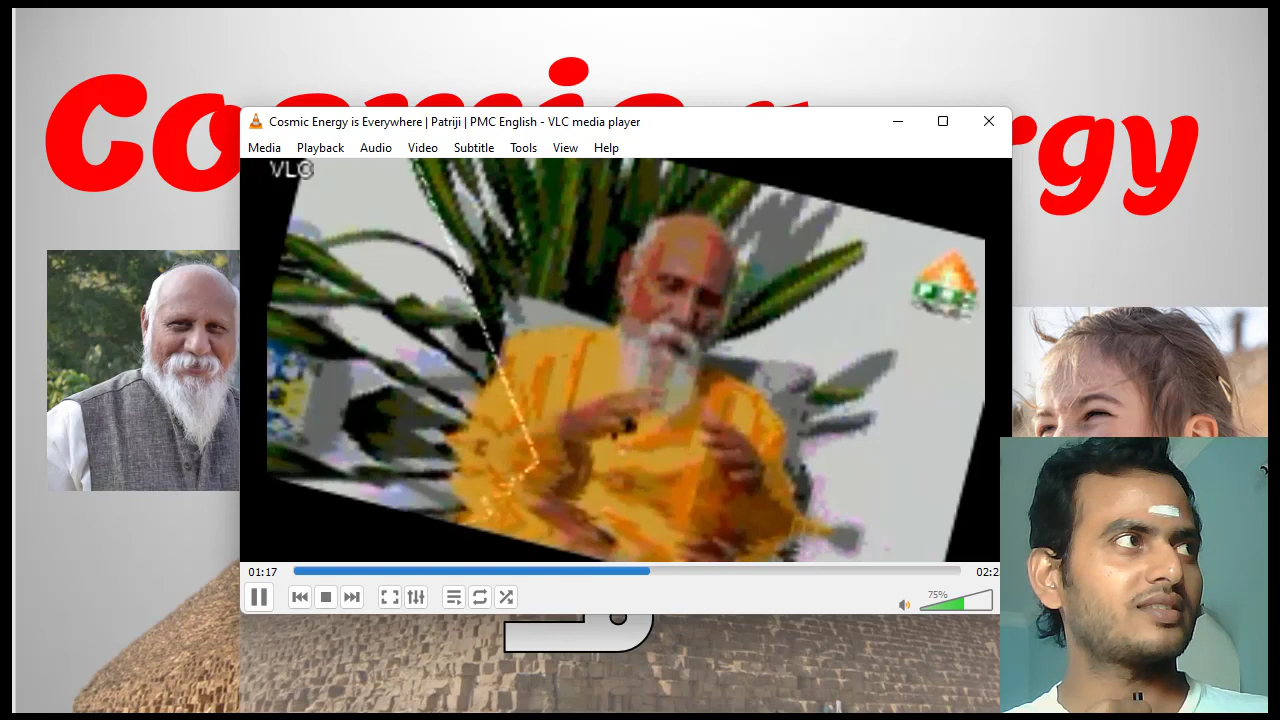 Cosmic Energy is Everywhere | Patriji | PMC English - VLC media player
Media Playback Audio Video Subtitle Tools View Help
VLC
01:17
75%